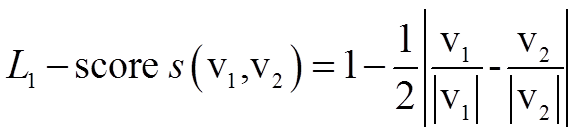 L₁ – score s(v₁,v₂) = 1 – 1/2 | v₁/|v₁| - v₂/|v₂| |